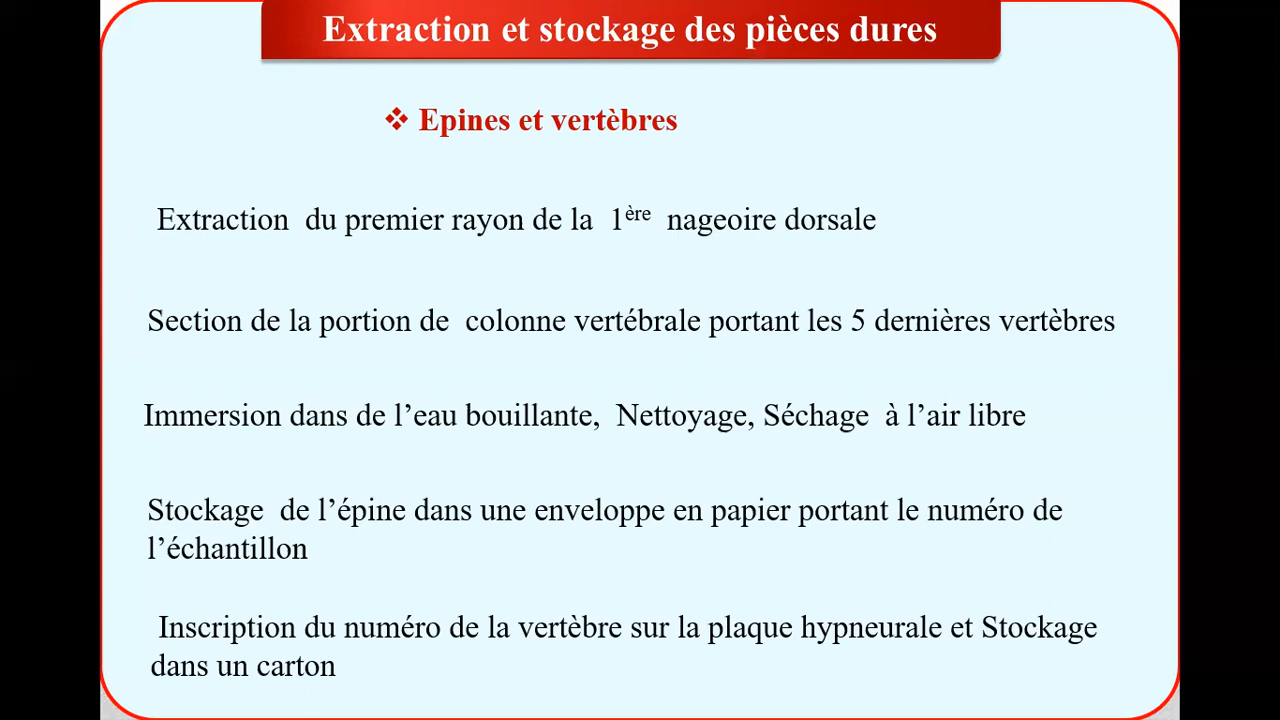 Extraction et stockage des pièces dures
❖ Epines et vertèbres
Extraction du premier rayon de la 1ère nageoire dorsale
Section de la portion de colonne vertébrale portant les 5 dernières vertèbres
Immersion dans de l’eau bouillante, Nettoyage, Séchage à l’air libre
Stockage de l’épine dans une enveloppe en papier portant le numéro de
l’échantillon
Inscription du numéro de la vertèbre sur la plaque hypneurale et Stockage
dans un carton